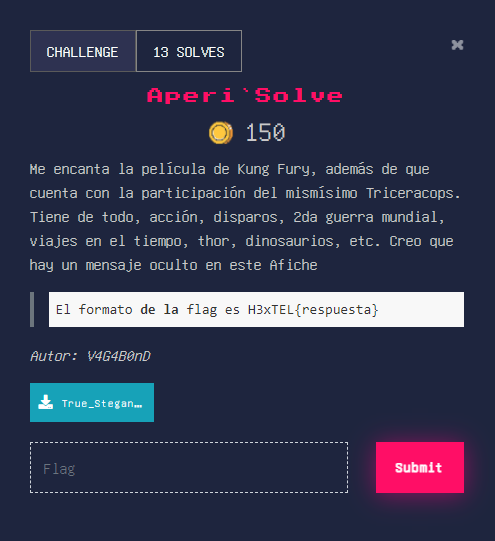 CHALLENGE
13 SOLVES
×
Aperi`Solve
150
Me encanta la película de Kung Fury, además de que
cuenta con la participación del mismísimo Triceracops.
Tiene de todo, acción, disparos, 2da guerra mundial,
viajes en el tiempo, thor, dinosaurios, etc. Creo que
hay un mensaje oculto en este Afiche
El formato de la flag es H3xTEL{respuesta}
Autor: V4G4B0nD
True_Stegan…
Flag
Submit